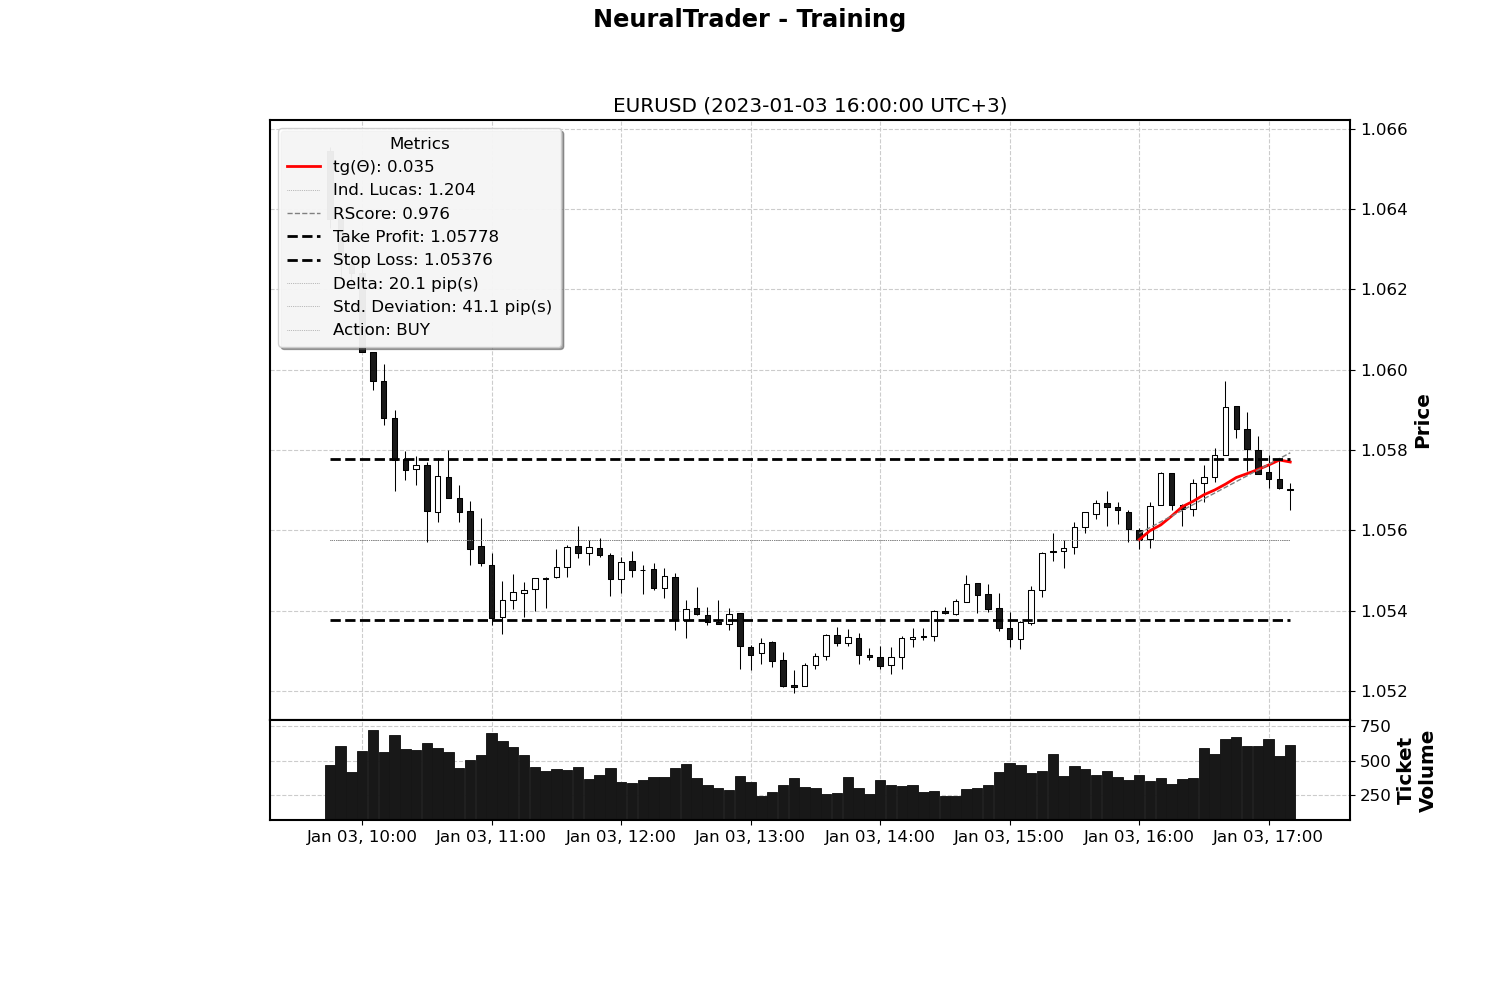 NeuralTrader - Training
EURUSD (2023-01-03 16:00:00 UTC+3)
Metrics
tg(Θ): 0.035
Ind. Lucas: 1.204
RScore: 0.976
Take Profit: 1.05778
Stop Loss: 1.05376
Delta: 20.1 pip(s)
Std. Deviation: 41.1 pip(s)
Action: BUY
1.066
1.064
1.062
1.060
1.058
1.056
1.054
1.052
Price
750
500
250
Ticket
Volume
Jan 03, 10:00 Jan 03, 11:00 Jan 03, 12:00 Jan 03, 13:00 Jan 03, 14:00 Jan 03, 15:00 Jan 03, 16:00 Jan 03, 17:00